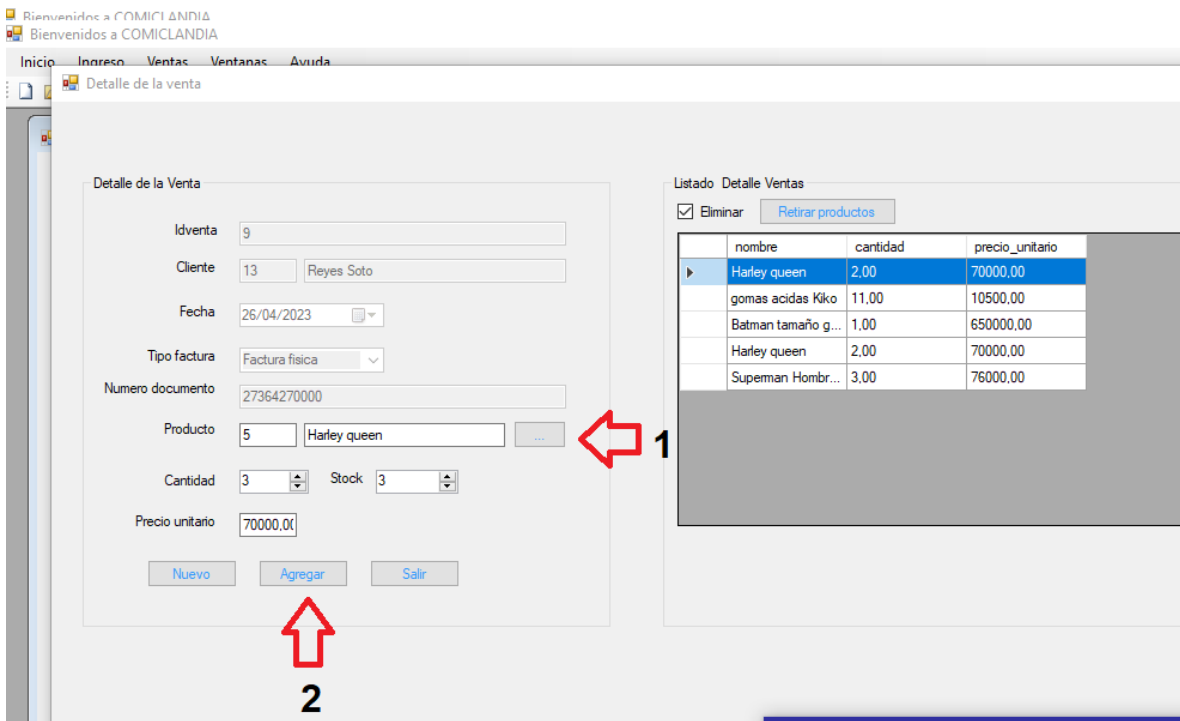 Bienvenidos a COMICLANDIA
Bienvenidos a COMICLANDIA
Inicio Ingreso Ventas Ventanas Ayuda
Detalle de la venta
Detalle de la Venta
Idventa 9
Cliente 13 Reyes Soto
Fecha 26/04/2023
Tipo factura Factura fisica
Numero documento 27364270000
Producto 5 Harley queen ...
1
Cantidad 3 Stock 3
Precio unitario 70000,00
Nuevo Agregar Salir
2
Listado Detalle Ventas
Eliminar Retirar productos
nombre cantidad precio_unitario
Harley queen 2,00 70000,00
gomas acidas Kiko 11,00 10500,00
Batman tamaño g... 1,00 650000,00
Harley queen 2,00 70000,00
Superman Hombr... 3,00 76000,00